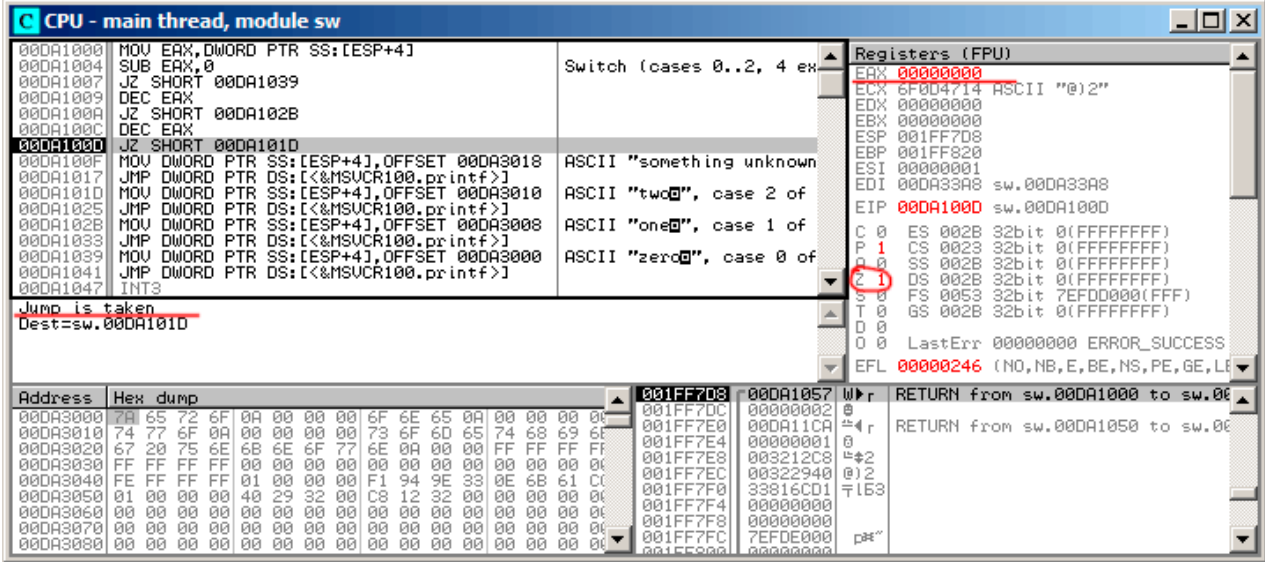 CPU - main thread, module sw
00DA1000 MOV EAX,DWORD PTR SS:[ESP+4]
00DA1004 SUB EAX,0 Switch (cases 0..2, 4 ex
00DA1007 JZ SHORT 00DA1039
00DA1009 DEC EAX
00DA100A JZ SHORT 00DA102B
00DA100C DEC EAX
00DA100D JZ SHORT 00DA101D
00DA100F MOV DWORD PTR SS:[ESP+4],OFFSET 00DA3018 ASCII "something unknown
00DA1017 JMP DWORD PTR DS:[<&MSVCR100.printf>]
00DA101D MOV DWORD PTR SS:[ESP+4],OFFSET 00DA3010 ASCII "two◙", case 2 of
00DA1025 JMP DWORD PTR DS:[<&MSVCR100.printf>]
00DA102B MOV DWORD PTR SS:[ESP+4],OFFSET 00DA3008 ASCII "one◙", case 1 of
00DA1033 JMP DWORD PTR DS:[<&MSVCR100.printf>]
00DA1039 MOV DWORD PTR SS:[ESP+4],OFFSET 00DA3000 ASCII "zero◙", case 0 of
00DA1041 JMP DWORD PTR DS:[<&MSVCR100.printf>]
00DA1047 INT3
Jump is taken
Dest=sw.00DA101D
Registers (FPU)
EAX 00000000
ECX 6F0D4714 ASCII "@)2"
EDX 00000000
EBX 00000000
ESP 001FF7D8
EBP 001FF820
ESI 00000001
EDI 00DA33A8 sw.00DA33A8
EIP 00DA100D sw.00DA100D
C 0 ES 002B 32bit 0(FFFFFFFF)
P 1 CS 0023 32bit 0(FFFFFFFF)
A 0 SS 002B 32bit 0(FFFFFFFF)
Z 1 DS 002B 32bit 0(FFFFFFFF)
S 0 FS 0053 32bit 7EFDD000(FFF)
T 0 GS 002B 32bit 0(FFFFFFFF)
D 0
O 0 LastErr 00000000 ERROR_SUCCESS
EFL 00000246 (NO,NB,E,BE,NS,PE,GE,LE
Address Hex dump
00DA3000 7A 65 72 6F 0A 00 00 00 6F 6E 65 0A 00 00 00
00DA3010 74 77 6F 0A 00 00 00 00 73 6F 6D 65 74 68 69
00DA3020 67 20 75 6E 6B 6E 6F 77 6E 0A 00 00 FF FF FF
00DA3030 FF FF FF FF 00 00 00 00 00 00 00 00 00 00 00
00DA3040 FE FF FF FF 01 00 00 00 F1 94 9E 33 0E 6B 61
00DA3050 01 00 00 00 40 29 32 00 C8 12 32 00 00 00 00
00DA3060 00 00 00 00 00 00 00 00 00 00 00 00 00 00 00
00DA3070 00 00 00 00 00 00 00 00 00 00 00 00 00 00 00
00DA3080 00 00 00 00 00 00 00 00 00 00 00 00 00 00 00
001FF7D8 00DA1057 RETURN from sw.00DA1000 to sw.00
001FF7DC 00000002
001FF7E0 00DA11CA RETURN from sw.00DA1050 to sw.00
001FF7E4 00000001
001FF7E8 003212C8
001FF7EC 00322940 @)2
001FF7F0 33816CD1
001FF7F4 00000000
001FF7F8 00000000
001FF7FC 7EFDE000
001FF800 00000000